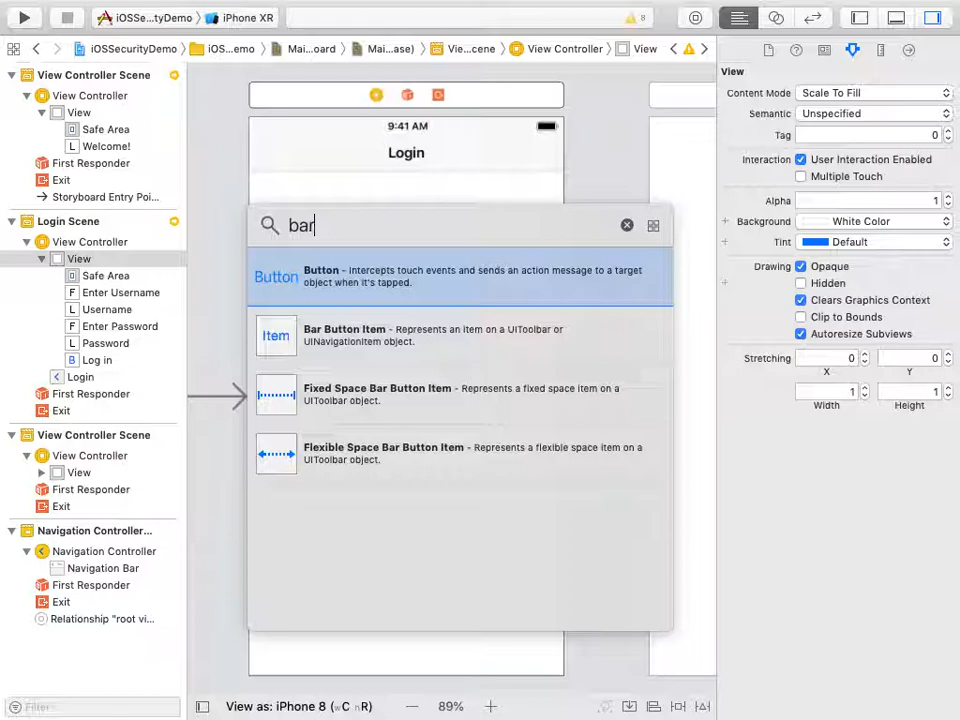 iOSSe...tyDemo
iPhone XR
8
iOSSecurityDemo
iOS...emo
Mai...oard
Mai...ase)
Vie...cene
View Controller
View
View Controller Scene
View Controller
View
Safe Area
L Welcome!
First Responder
Exit
Storyboard Entry Poi...
Login Scene
View Controller
View
Safe Area
F Enter Username
L Username
F Enter Password
L Password
B Log in
Login
First Responder
Exit
View Controller Scene
View Controller
View
First Responder
Exit
Navigation Controller...
Navigation Controller
Navigation Bar
First Responder
Exit
Relationship "root vi...
Filter
9:41 AM
Login
bar
Button
Button – Intercepts touch events and sends an action message to a target
object when it's tapped.
Item
Bar Button Item – Represents an item on a UIToolbar or
UINavigationItem object.
Fixed Space Bar Button Item – Represents a fixed space item on a
UIToolbar object.
Flexible Space Bar Button Item – Represents a flexible space item on a
UIToolbar object.
View as: iPhone 8 (wC hR)
89%
View
Content Mode Scale To Fill
Semantic Unspecified
Tag 0
Interaction User Interaction Enabled
Multiple Touch
Alpha 1
Background White Color
Tint Default
Drawing Opaque
Hidden
Clears Graphics Context
Clip to Bounds
Autoresize Subviews
Stretching 0 0
X Y
1 1
Width Height